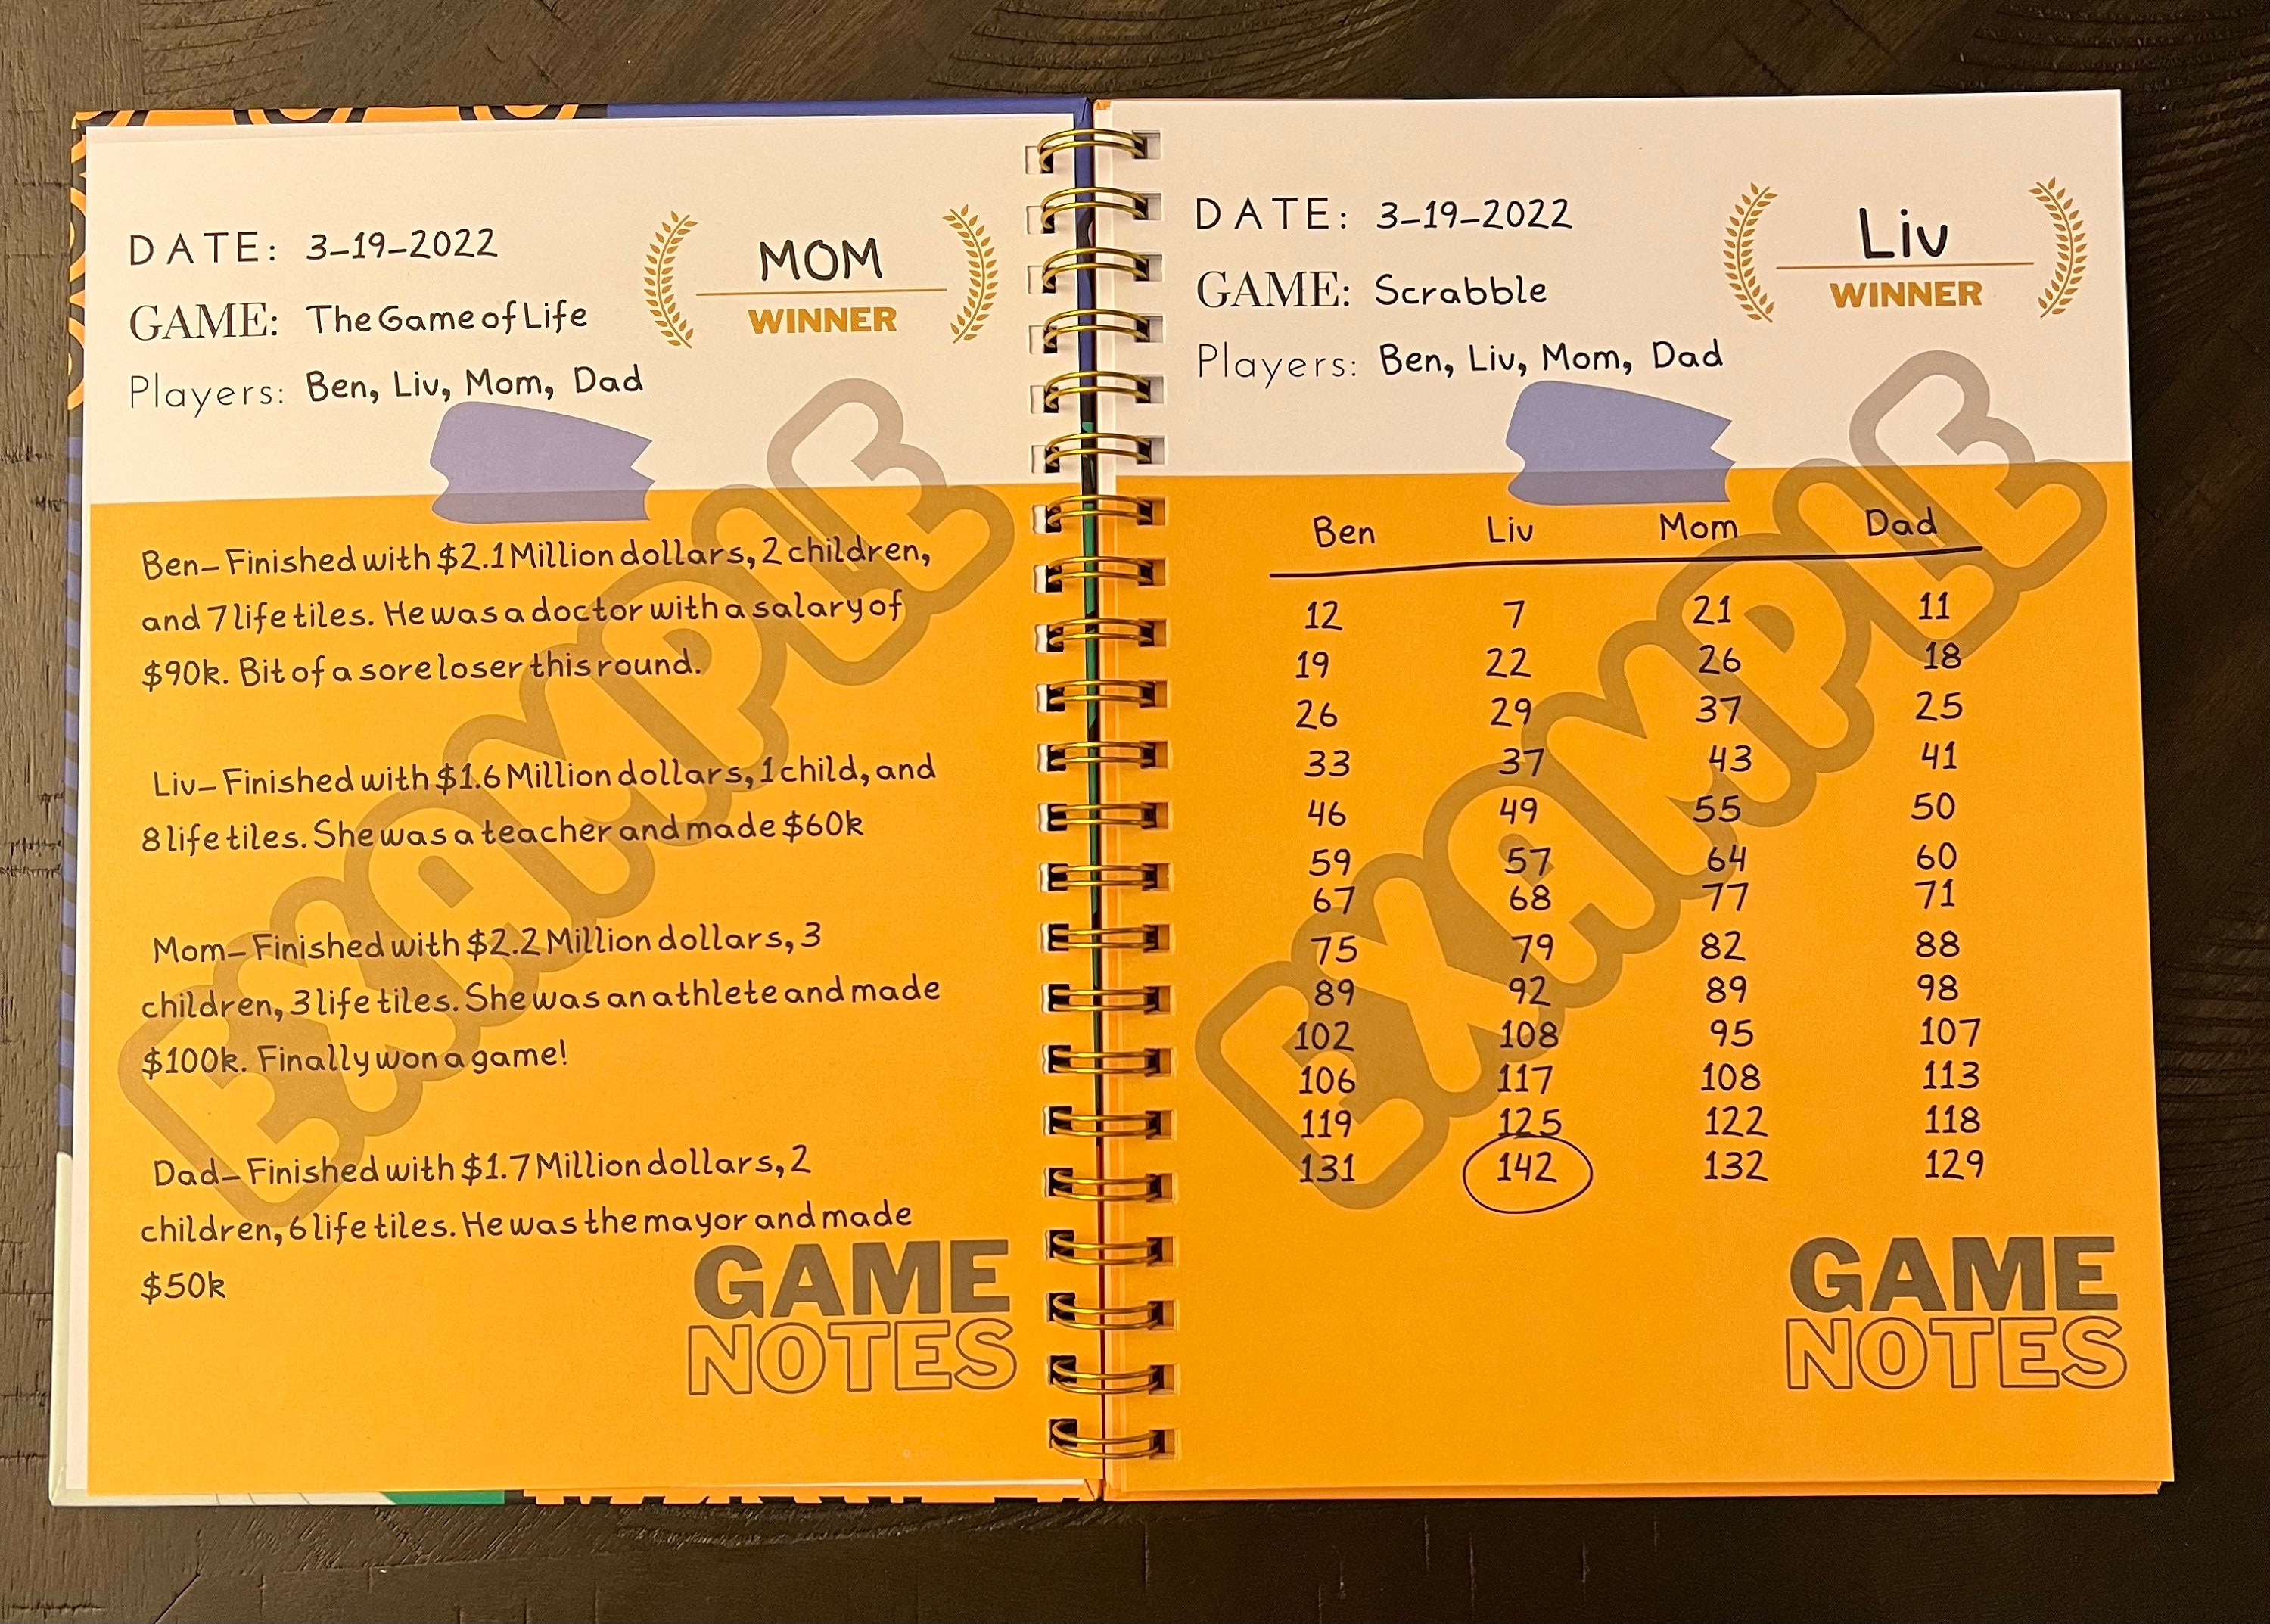 DATE: 3-19-2022
GAME: The Game of Life
Players: Ben, Liv, Mom, Dad
MOM
WINNER
Ben- Finished with $2.1 Million dollars, 2 children,
and 7 life tiles. He was a doctor with a salary of
$90k. Bit of a sore loser this round.
Liv- Finished with $1.6 Million dollars, 1 child, and
8 life tiles. She was a teacher and made $60k
Mom- Finished with $2.2 Million dollars, 3
children, 3 life tiles. She was an athlete and made
$100k. Finally won a game!
Dad- Finished with $1.7 Million dollars, 2
children, 6 life tiles. He was the mayor and made
$50k
EXAMPLE
GAME
NOTES
DATE: 3-19-2022
GAME: Scrabble
Players: Ben, Liv, Mom, Dad
Liv
WINNER
Ben Liv Mom Dad
12 7 21 11
19 22 26 18
26 29 37 25
33 37 43 41
46 49 55 50
59 57 64 60
67 68 77 71
75 79 82 88
89 92 89 98
102 108 95 107
106 117 108 113
119 125 122 118
131 142 132 129
EXAMPLE
GAME
NOTES